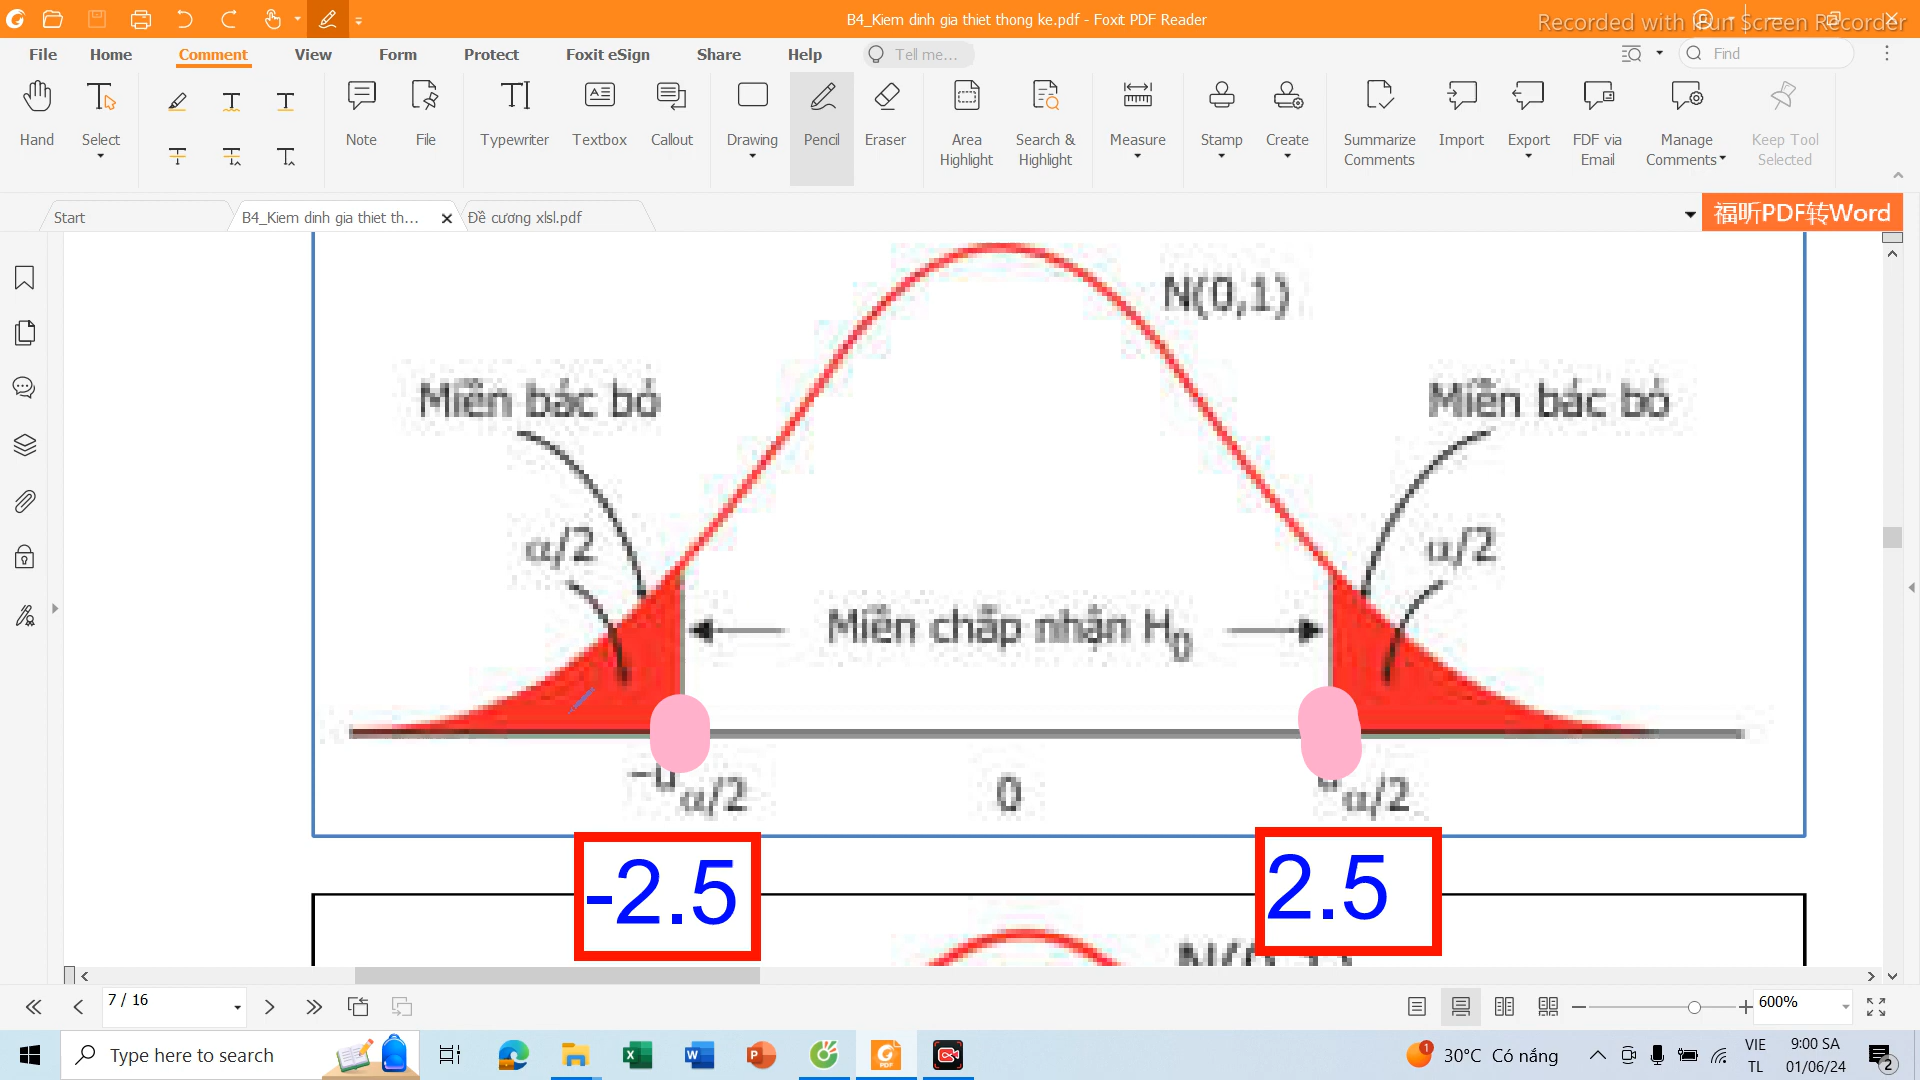 B4_Kiem dinh gia thiet thong ke.pdf - Foxit PDF Reader
Recorded with iFun Screen Recorder
File Home Comment View Form Protect Foxit eSign Share Help Tell me... Find
Hand Select Note File Typewriter Textbox Callout Drawing Pencil Eraser Area Highlight Search & Highlight Measure Stamp Create Summarize Comments Import Export FDF via Email Manage Comments Keep Tool Selected
Start B4_Kiem dinh gia thiet th... Đề cương xlsl.pdf 福昕PDF转Word
N(0,1)
Miền bác bỏ Miền bác bỏ
α/2 α/2
Miền chấp nhận H0
α/2 0 α/2
-2.5 2.5
7 / 16 600%
Type here to search 1 30°C Có nắng VIE 9:00 SA
TL 01/06/24 2